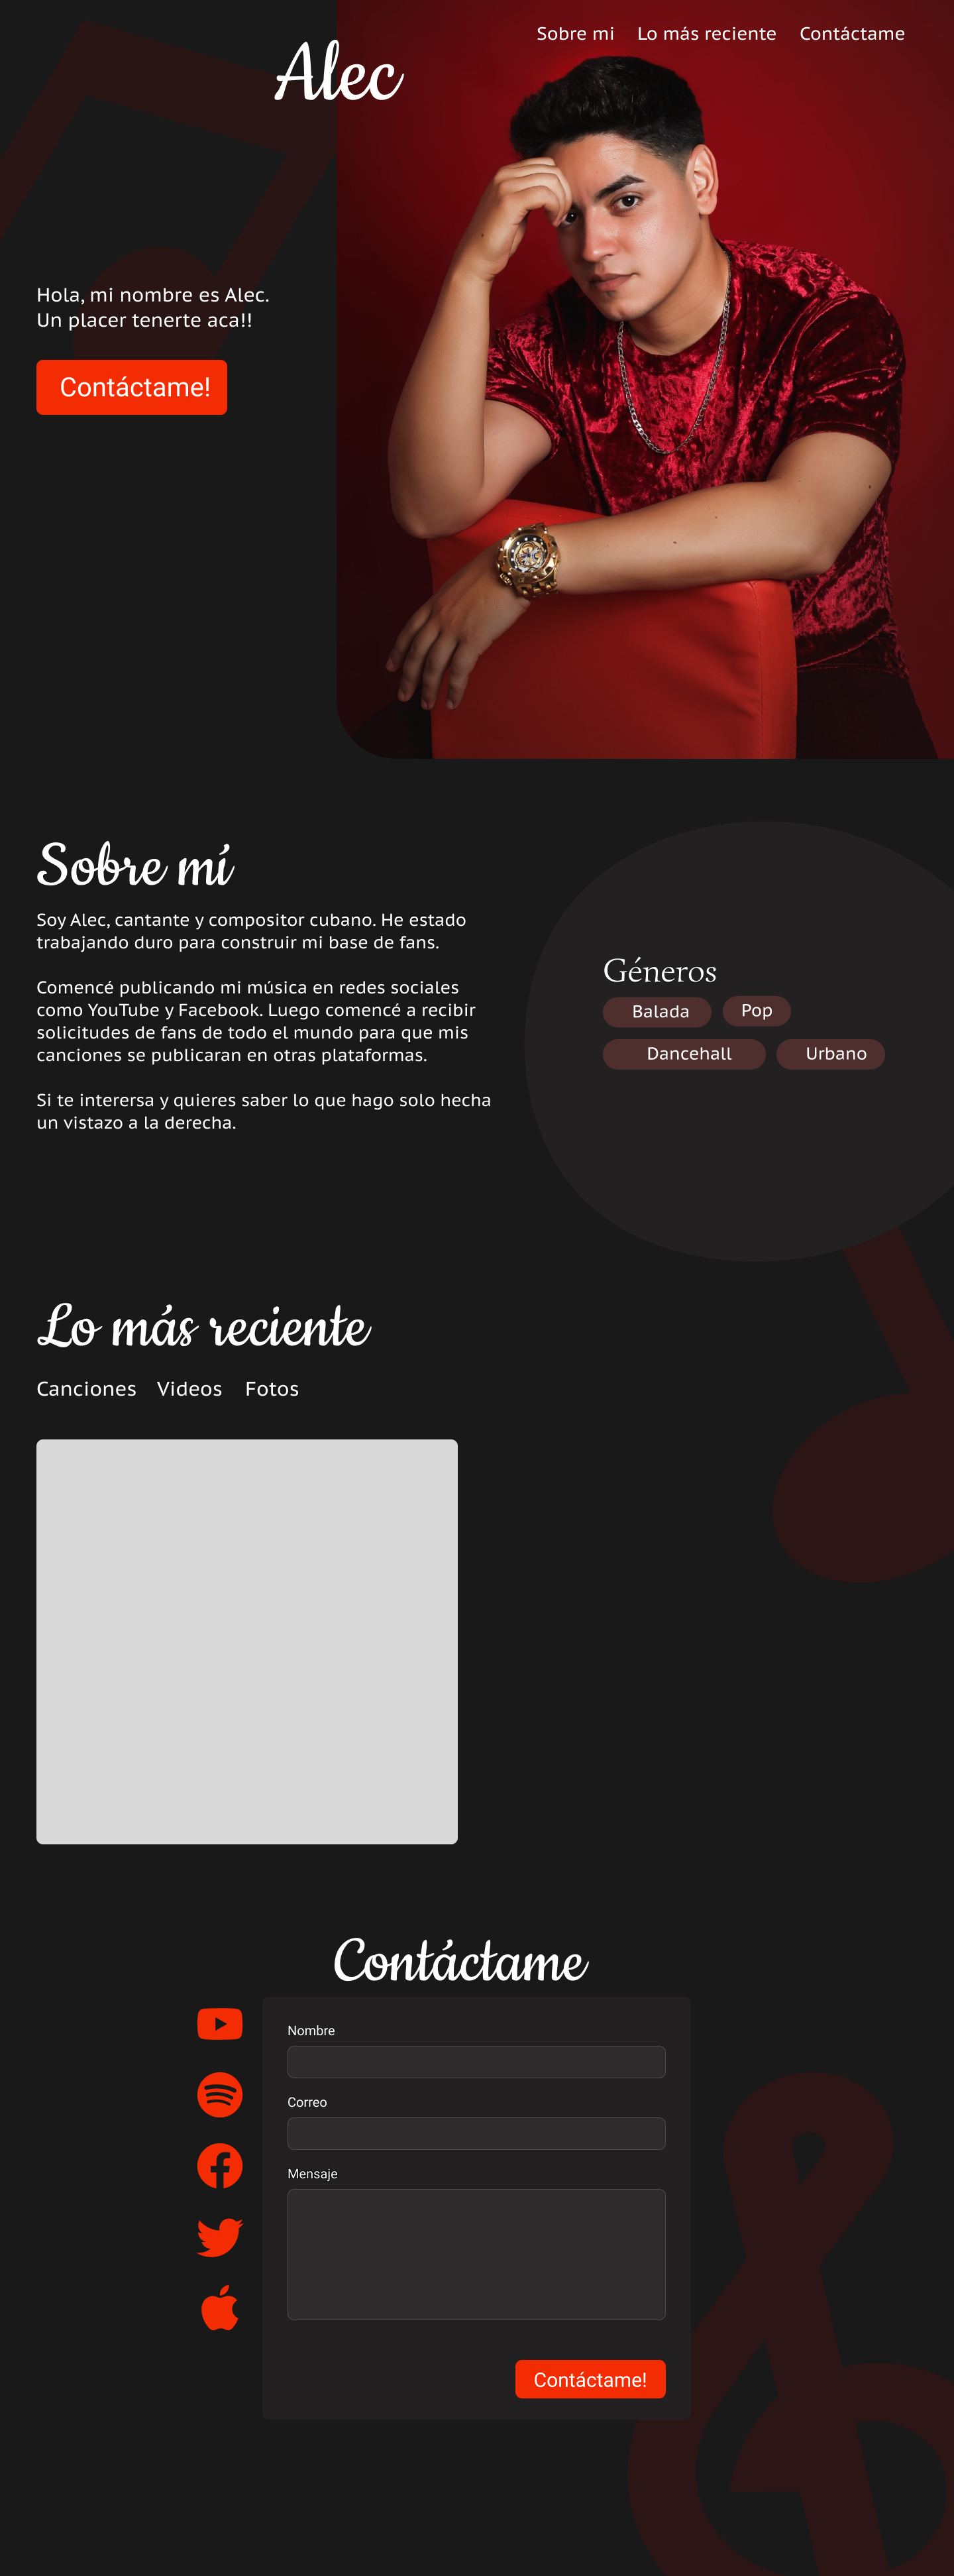 Sobre mi Lo más reciente Contáctame
Alec
Hola, mi nombre es Alec.
Un placer tenerte aca!!
Contáctame!
Sobre mí
Soy Alec, cantante y compositor cubano. He estado
trabajando duro para construir mi base de fans.
Comencé publicando mi música en redes sociales
como YouTube y Facebook. Luego comencé a recibir
solicitudes de fans de todo el mundo para que mis
canciones se publicaran en otras plataformas.
Si te interersa y quieres saber lo que hago solo hecha
un vistazo a la derecha.
Géneros
Balada Pop
Dancehall Urbano
Lo más reciente
Canciones Videos Fotos
Contáctame
Nombre
Correo
Mensaje
Contáctame!